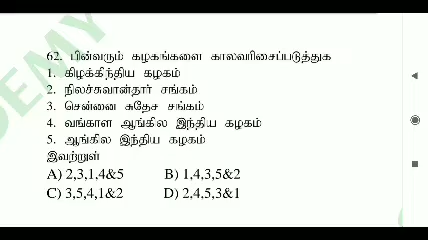 62. பின்வரும் கழகங்களை காலவரிசைப்படுத்துக
1. கிழக்கிந்திய கழகம்
2. நிலச்சுவான்தார் சங்கம்
3. சென்னை சுதேச சங்கம்
4. வங்காள ஆங்கில இந்திய கழகம்
5. ஆங்கில இந்திய கழகம்
இவற்றுள்
A) 2,3,1,4&5 B) 1,4,3,5&2
C) 3,5,4,1&2 D) 2,4,5,3&1